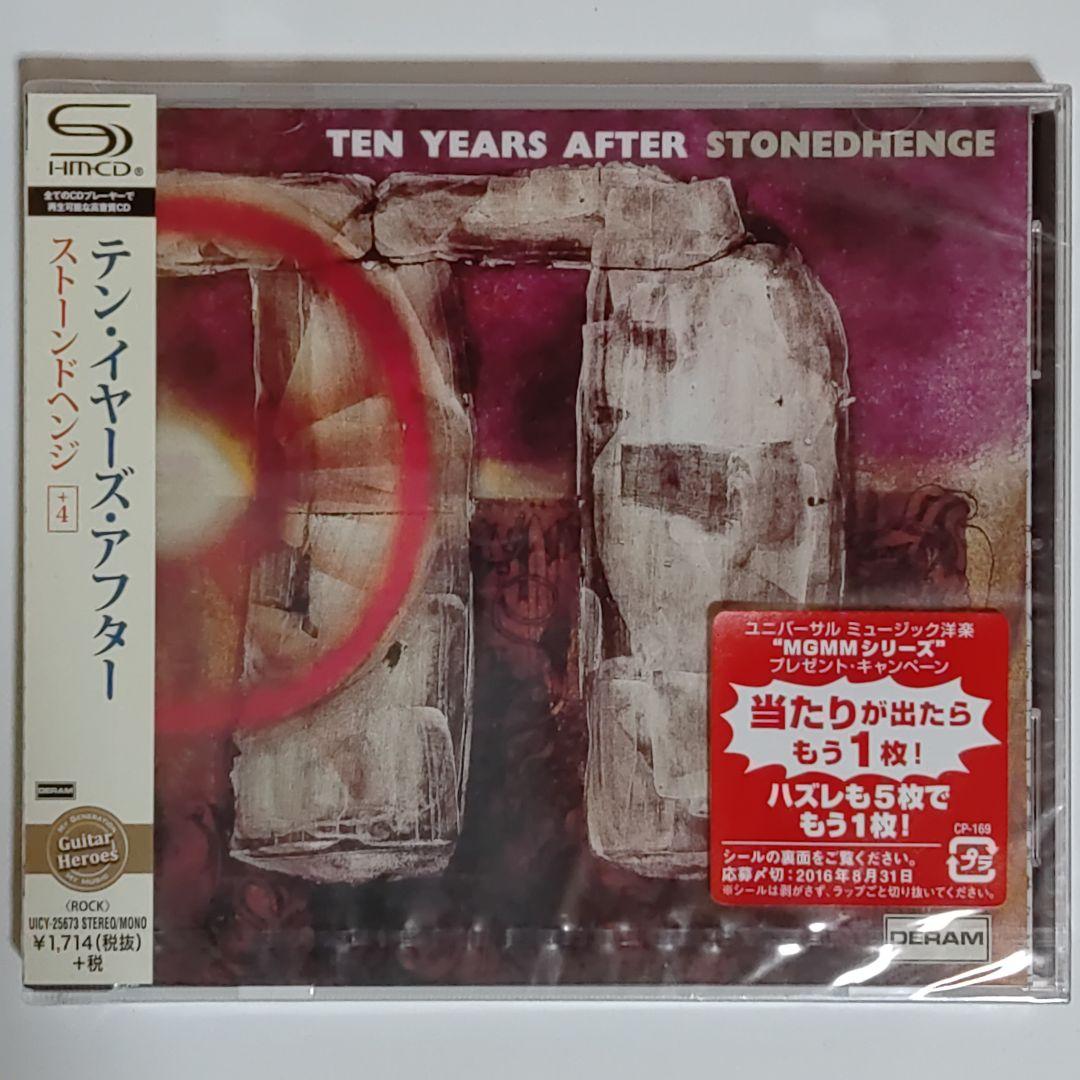 SHM-CD®
全てのCDプレーヤーで
再生可能な高音質CD
テン・イヤーズ・アフター
ストーンドヘンジ +4
DERAM
MY GENERATION
Guitar
Heroes
MY MUSIC
〈ROCK〉
UICY-25673 STEREO/MONO
¥1,714(税抜)
+税
TEN YEARS AFTER STONEDHENGE
ユニバーサル ミュージック洋楽
“MGMMシリーズ”
プレゼント・キャンペーン
当たりが出たら
もう1枚!
ハズレも5枚で
もう1枚!
CP-169
プラ
シールの裏面をご覧ください。
応募〆切:2016年8月31日
※シールは剥がさず、ラップごと切り抜いてください。
DERAM